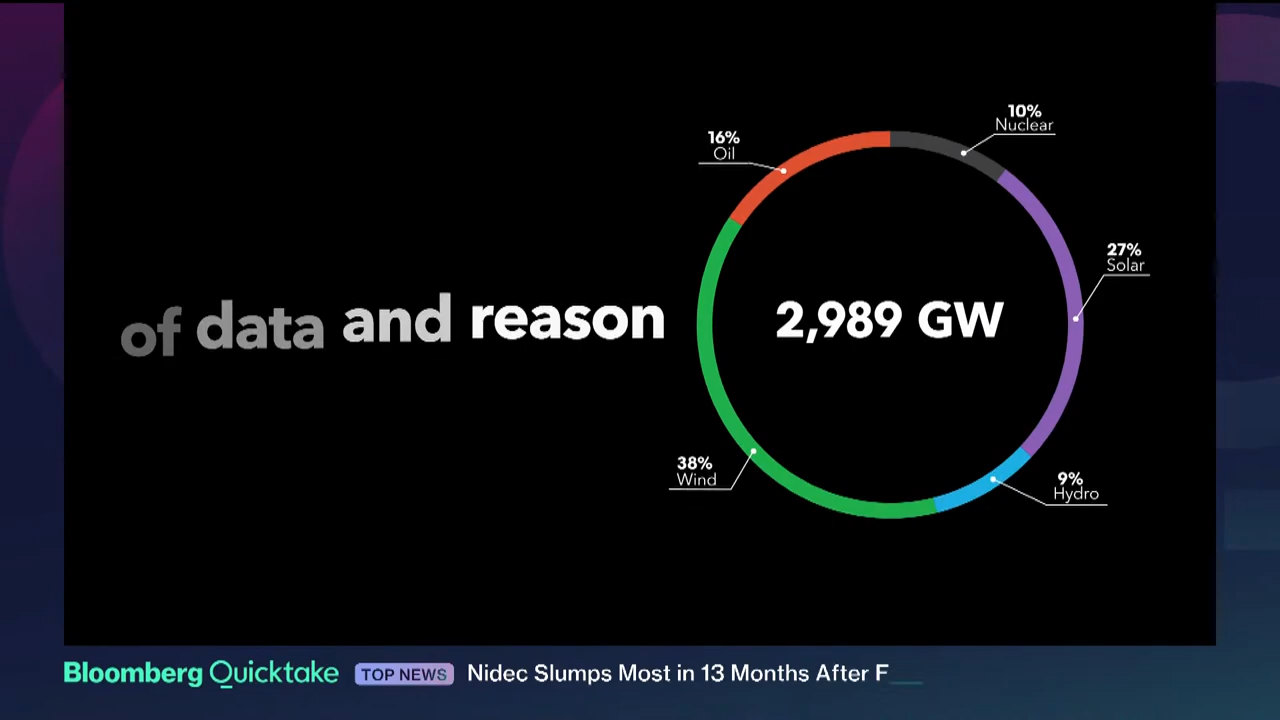 10%
Nuclear
16%
Oil
27%
Solar
of data and reason
2,989 GW
38%
Wind
9%
Hydro
Bloomberg Quicktake
TOP NEWS
Nidec Slumps Most in 13 Months After F